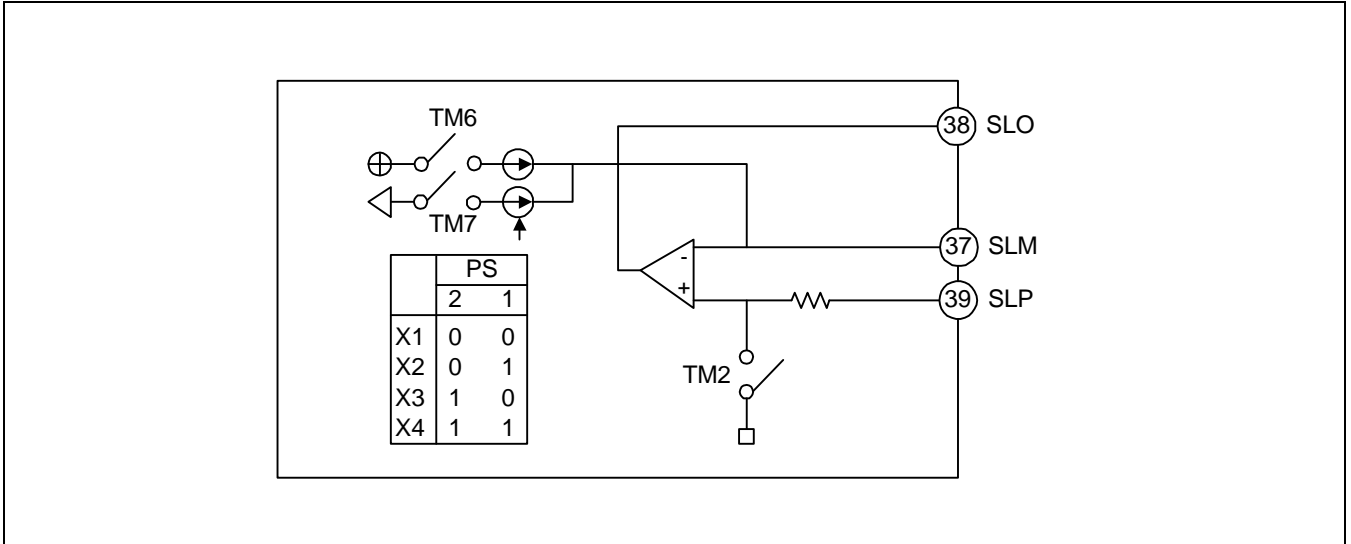 TM6
38 SLO
TM7
PS
2 1
X1 0 0
X2 0 1
X3 1 0
X4 1 1
-
+
37 SLM
39 SLP
TM2